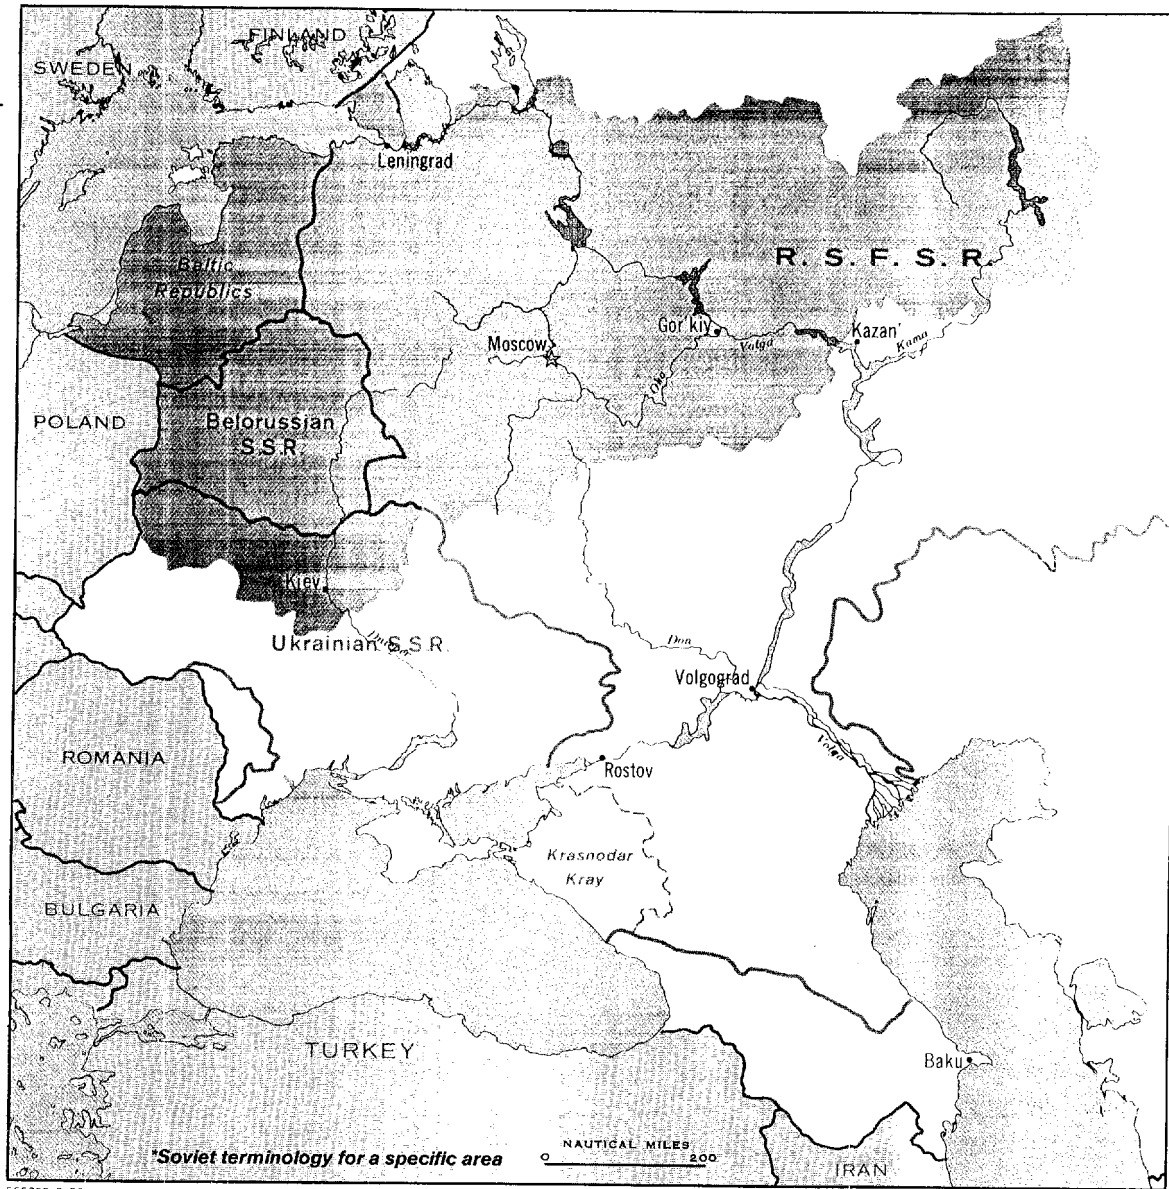 FINLAND
SWEDEN
Leningrad
R. S. F. S. R.
Baltic
Republics
Gor'kiy
Kazan'
Volga
Kama
Moscow
Oka
POLAND
Belorussian
S.S.R.
Kiev
Ukrainian S.S.R.
Don
Volgograd
Volga
ROMANIA
Rostov
Krasnodar
Kray
BULGARIA
TURKEY
Baku
NAUTICAL MILES
0 200
*Soviet terminology for a specific area
IRAN